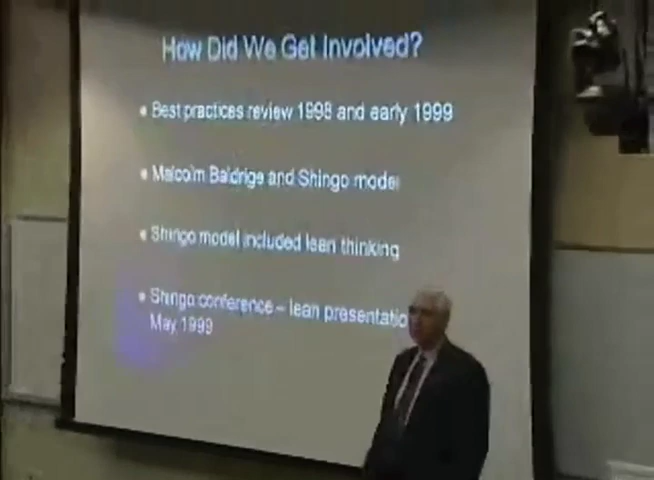 How Did We Get Involved?
• Best practices review 1998 and early 1999
• Malcolm Baldrige and Shingo model
• Shingo model included lean thinking
• Shingo conference – lean presentatio
May 1999